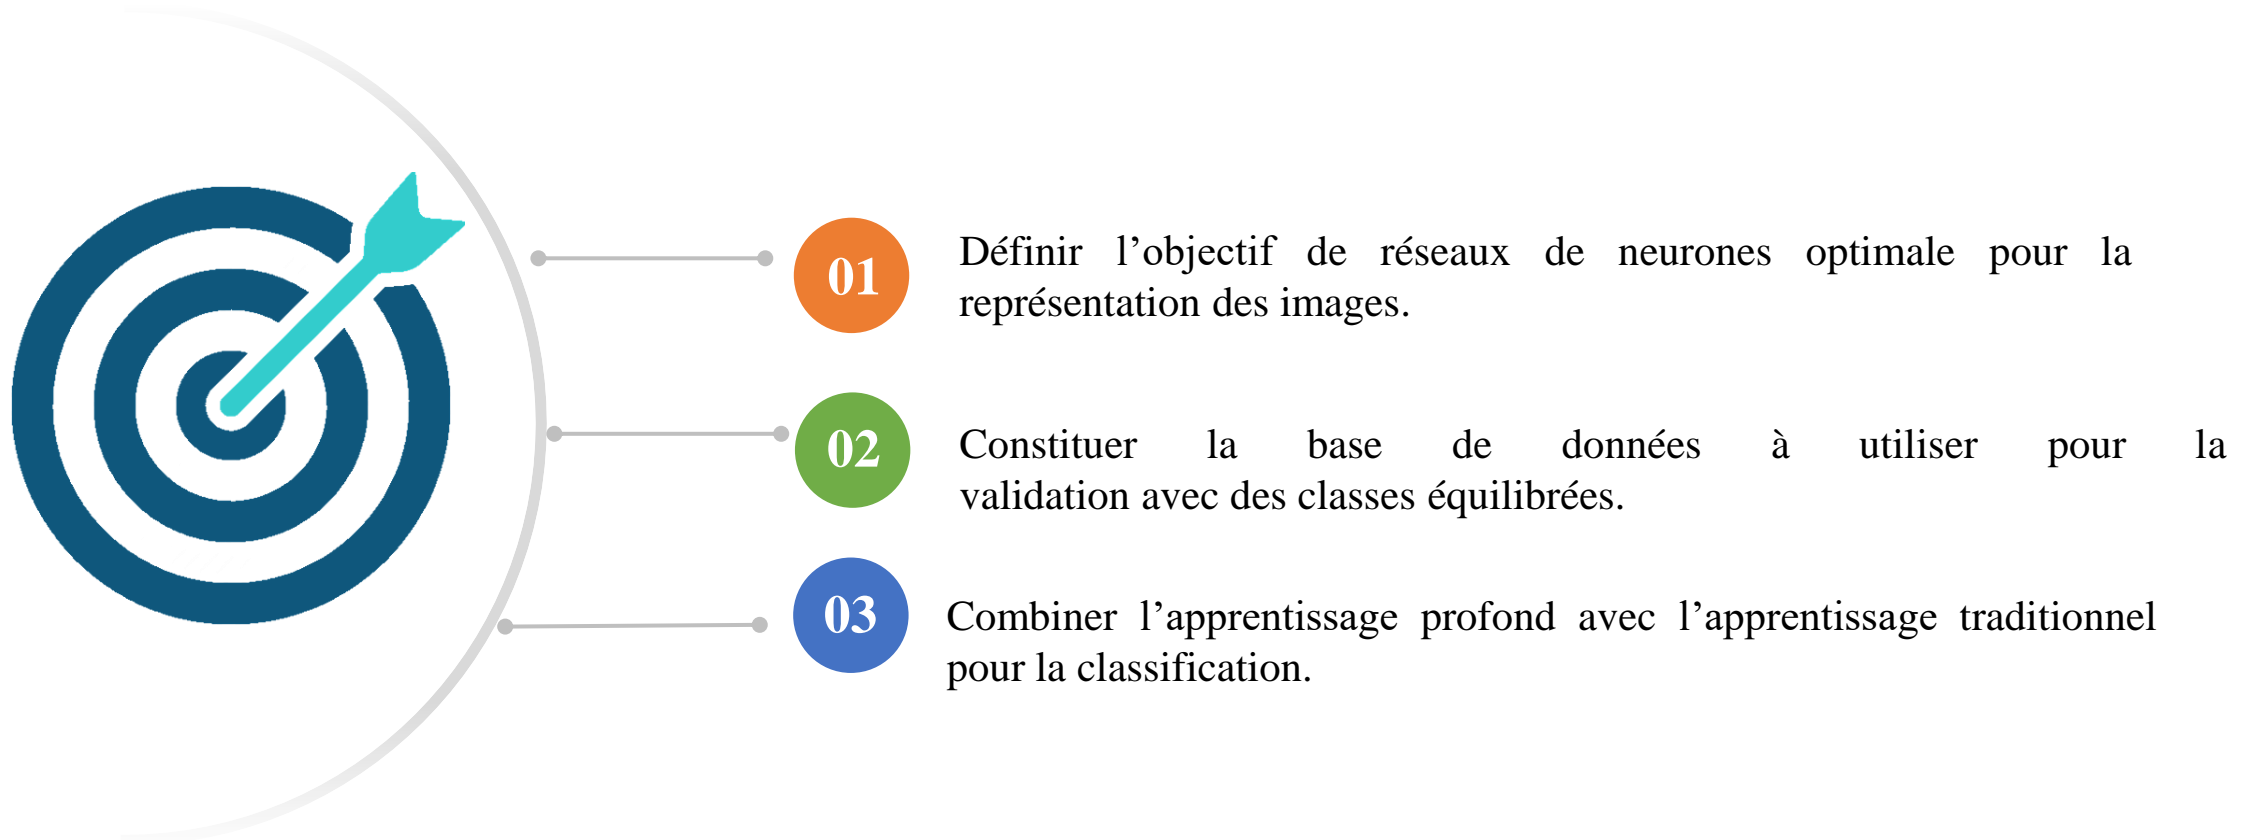 01
Définir l’objectif de réseaux de neurones optimale pour la
représentation des images.
02
Constituer la base de données à utiliser pour la
validation avec des classes équilibrées.
03
Combiner l’apprentissage profond avec l’apprentissage traditionnel
pour la classification.